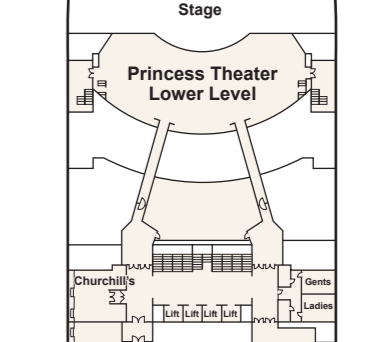 Stage
Princess Theater
Lower Level
Churchill's
Gents
Ladies
Lift Lift Lift Lift